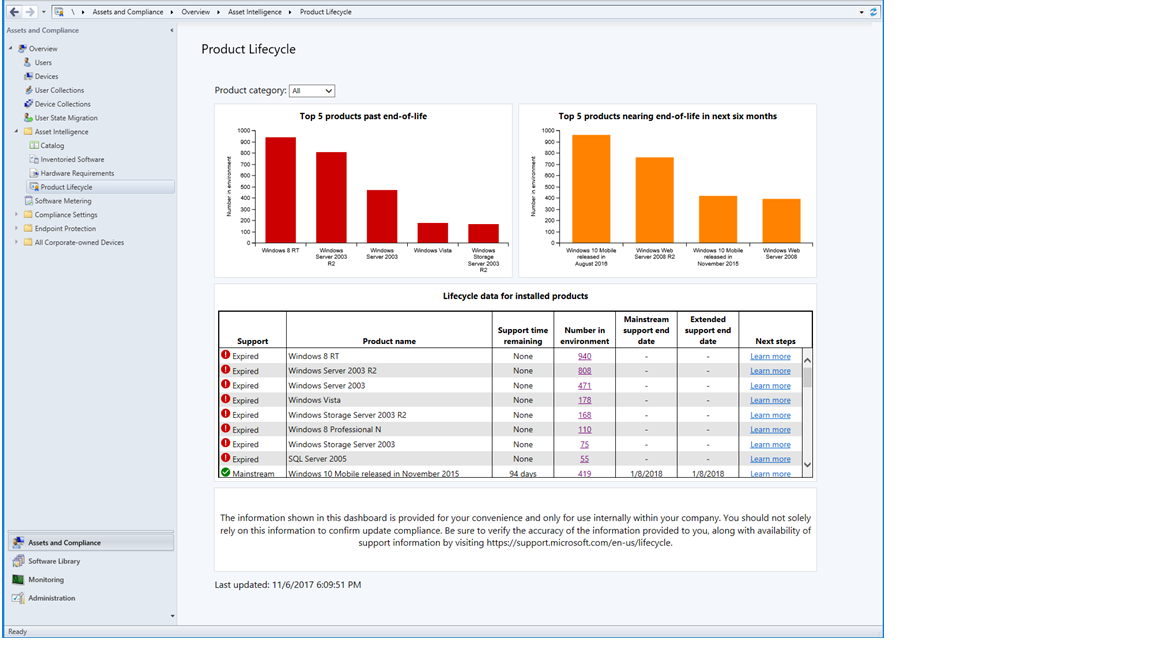 \ Assets and Compliance Overview Asset Intelligence Product Lifecycle
Assets and Compliance
Overview
Users
Devices
User Collections
Device Collections
User State Migration
Asset Intelligence
Catalog
Inventoried Software
Hardware Requirements
Product Lifecycle
Software Metering
Compliance Settings
Endpoint Protection
All Corporate-owned Devices
Assets and Compliance
Software Library
Monitoring
Administration
Ready
Product Lifecycle
Product category: All
Top 5 products past end-of-life
Number in environment
1000
900
800
700
600
500
400
300
200
100
0
Windows 8 RT
Windows
Server 2003
R2
Windows
Server 2003
Windows Vista
Windows
Storage
Server 2003
R2
Top 5 products nearing end-of-life in next six months
Number in environment
1000
900
800
700
600
500
400
300
200
100
0
Windows 10 Mobile
released in
August 2016
Windows Web
Server 2008 R2
Windows 10 Mobile
released in
November 2015
Windows Web
Server 2008
Lifecycle data for installed products
Support Product name Support time remaining Number in environment Mainstream support end date Extended support end date Next steps
Expired Windows 8 RT None 940 - - Learn more
Expired Windows Server 2003 R2 None 808 - - Learn more
Expired Windows Server 2003 None 471 - - Learn more
Expired Windows Vista None 178 - - Learn more
Expired Windows Storage Server 2003 R2 None 168 - - Learn more
Expired Windows 8 Professional N None 110 - - Learn more
Expired Windows Storage Server 2003 None 75 - - Learn more
Expired SQL Server 2005 None 55 - - Learn more
Mainstream Windows 10 Mobile released in November 2015 94 days 419 1/8/2018 1/8/2018 Learn more
The information shown in this dashboard is provided for your convenience and only for use internally within your company. You should not solely
rely on this information to confirm update compliance. Be sure to verify the accuracy of the information provided to you, along with availability of
support information by visiting https://support.microsoft.com/en-us/lifecycle.
Last updated: 11/6/2017 6:09:51 PM